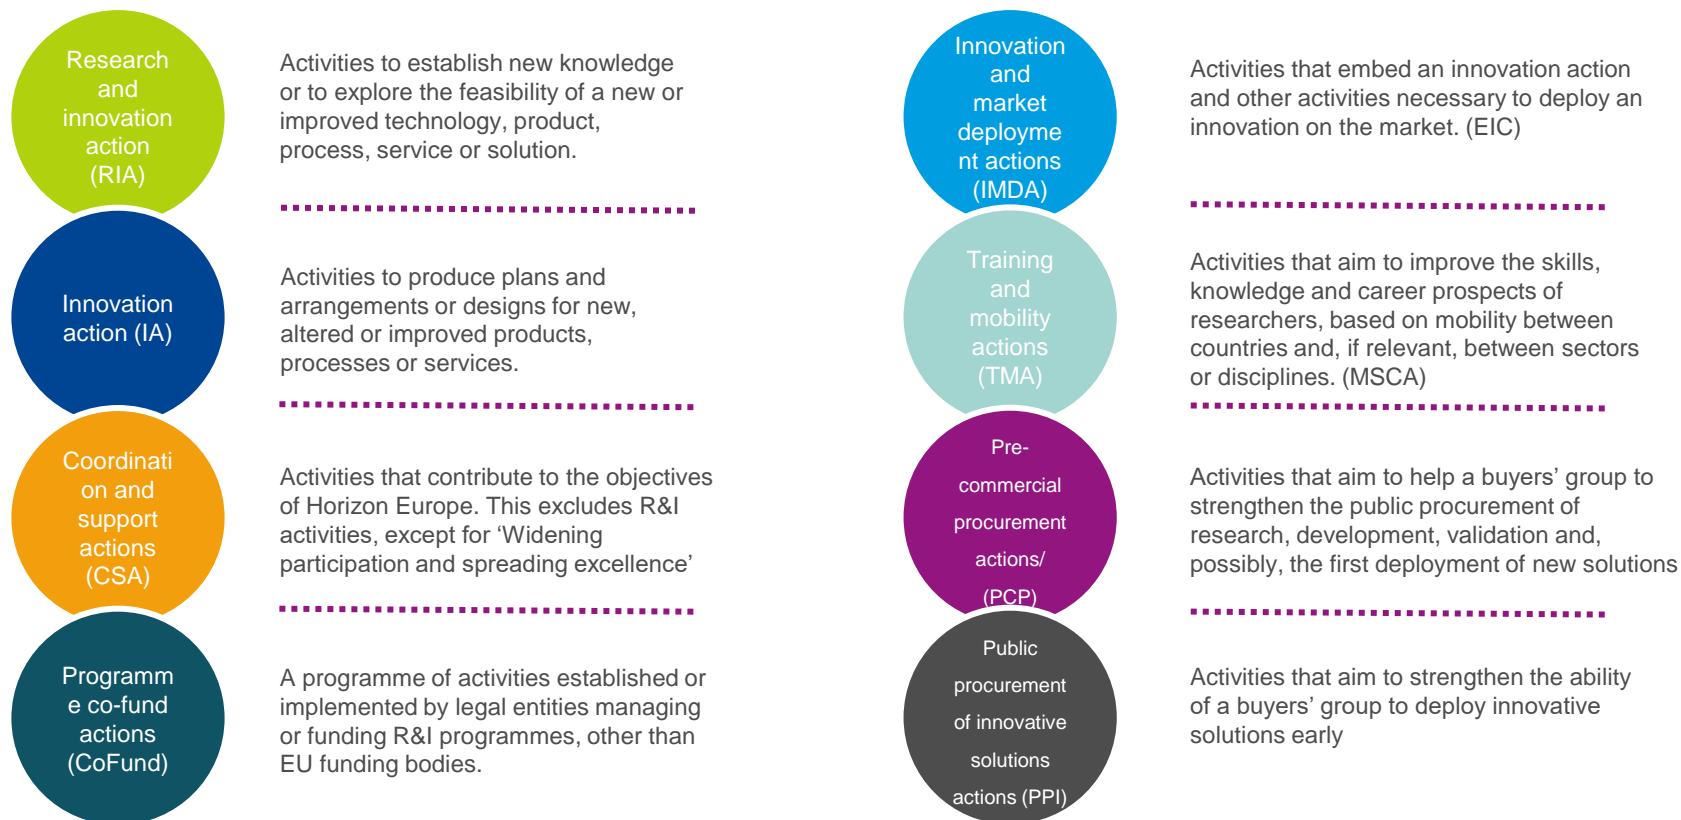 Research
and
innovation
action
(RIA)
Activities to establish new knowledge
or to explore the feasibility of a new or
improved technology, product,
process, service or solution.
Innovation
action (IA)
Activities to produce plans and
arrangements or designs for new,
altered or improved products,
processes or services.
Coordinati
on and
support
actions
(CSA)
Activities that contribute to the objectives
of Horizon Europe. This excludes R&I
activities, except for ‘Widening
participation and spreading excellence’
Programm
e co-fund
actions
(CoFund)
A programme of activities established or
implemented by legal entities managing
or funding R&I programmes, other than
EU funding bodies.
Innovation
and
market
deployme
nt actions
(IMDA)
Activities that embed an innovation action
and other activities necessary to deploy an
innovation on the market. (EIC)
Training
and
mobility
actions
(TMA)
Activities that aim to improve the skills,
knowledge and career prospects of
researchers, based on mobility between
countries and, if relevant, between sectors
or disciplines. (MSCA)
Pre-
commercial
procurement
actions/
(PCP)
Activities that aim to help a buyers’ group to
strengthen the public procurement of
research, development, validation and,
possibly, the first deployment of new solutions
Public
procurement
of innovative
solutions
actions (PPI)
Activities that aim to strengthen the ability
of a buyers’ group to deploy innovative
solutions early